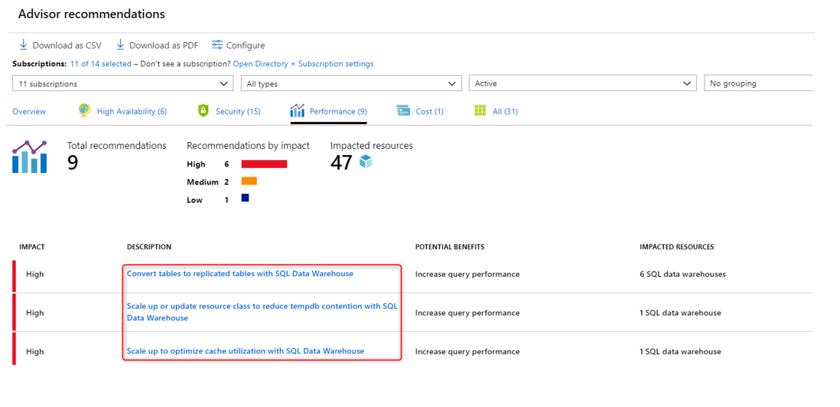 Advisor recommendations
Download as CSV Download as PDF Configure
Subscriptions: 11 of 14 selected – Don't see a subscription? Open Directory + Subscription settings
11 subscriptions All types Active No grouping
Overview High Availability (6) Security (15) Performance (9) Cost (1) All (31)
Total recommendations Recommendations by impact Impacted resources
9 High 6 47
Medium 2
Low 1
IMPACT DESCRIPTION POTENTIAL BENEFITS IMPACTED RESOURCES
High Convert tables to replicated tables with SQL Data Warehouse Increase query performance 6 SQL data warehouses
High Scale up or update resource class to reduce tempdb contention with SQL Increase query performance 1 SQL data warehouse
Data Warehouse
High Scale up to optimize cache utilization with SQL Data Warehouse Increase query performance 1 SQL data warehouse